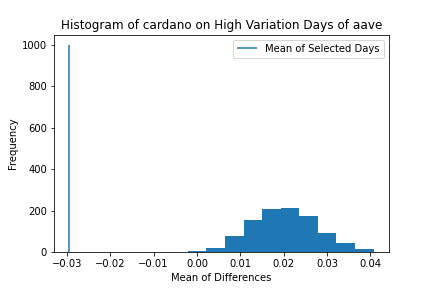 Histogram of cardano on High Variation Days of aave
Mean of Selected Days
1000
800
600
400
200
0
−0.03 −0.02 −0.01 0.00 0.01 0.02 0.03 0.04
Frequency
Mean of Differences